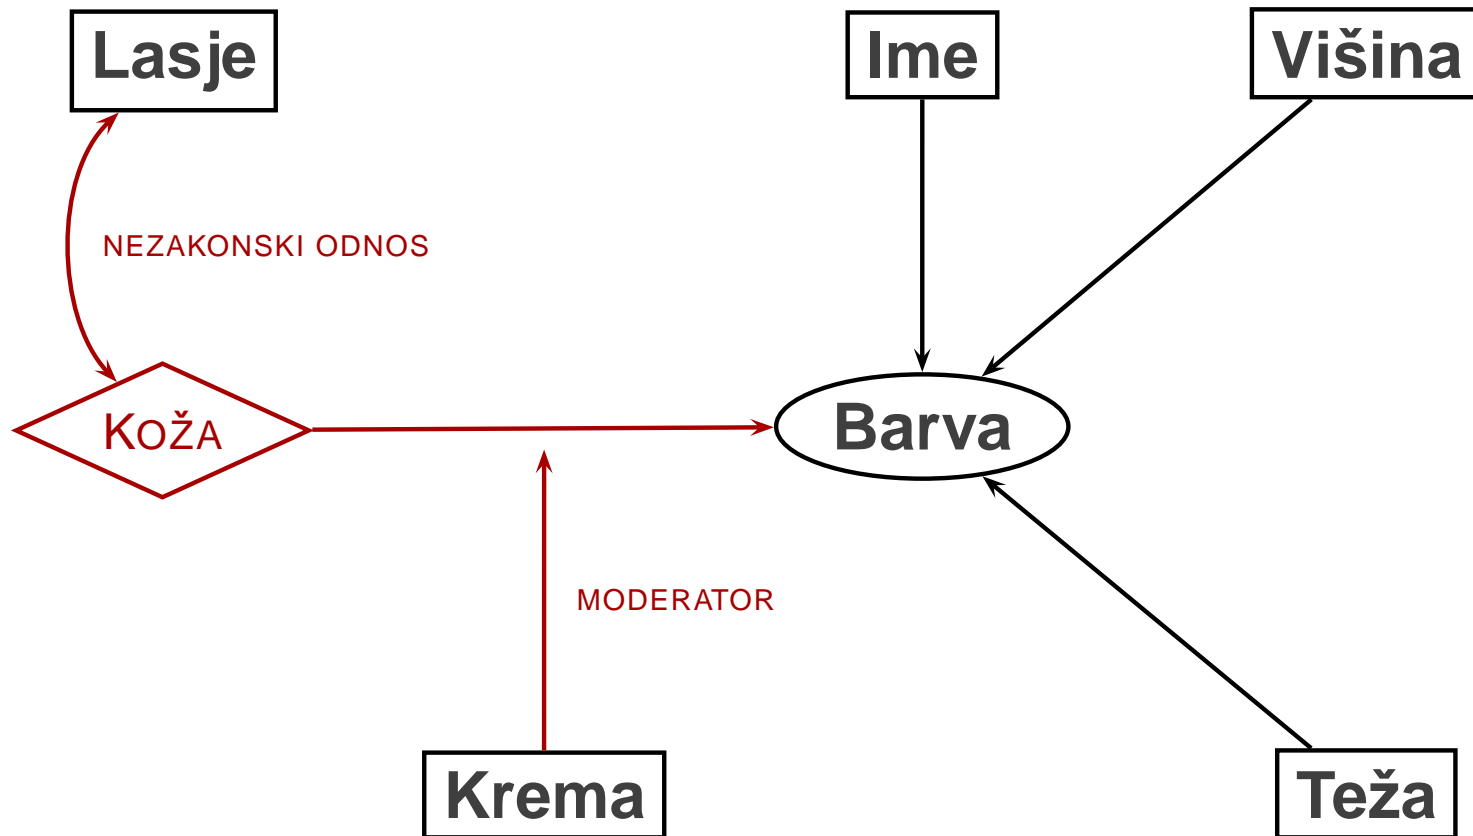 Lasje
Ime
Višina
NEZAKONSKI ODNOS
KOŽA
Barva
MODERATOR
Krema
Teža